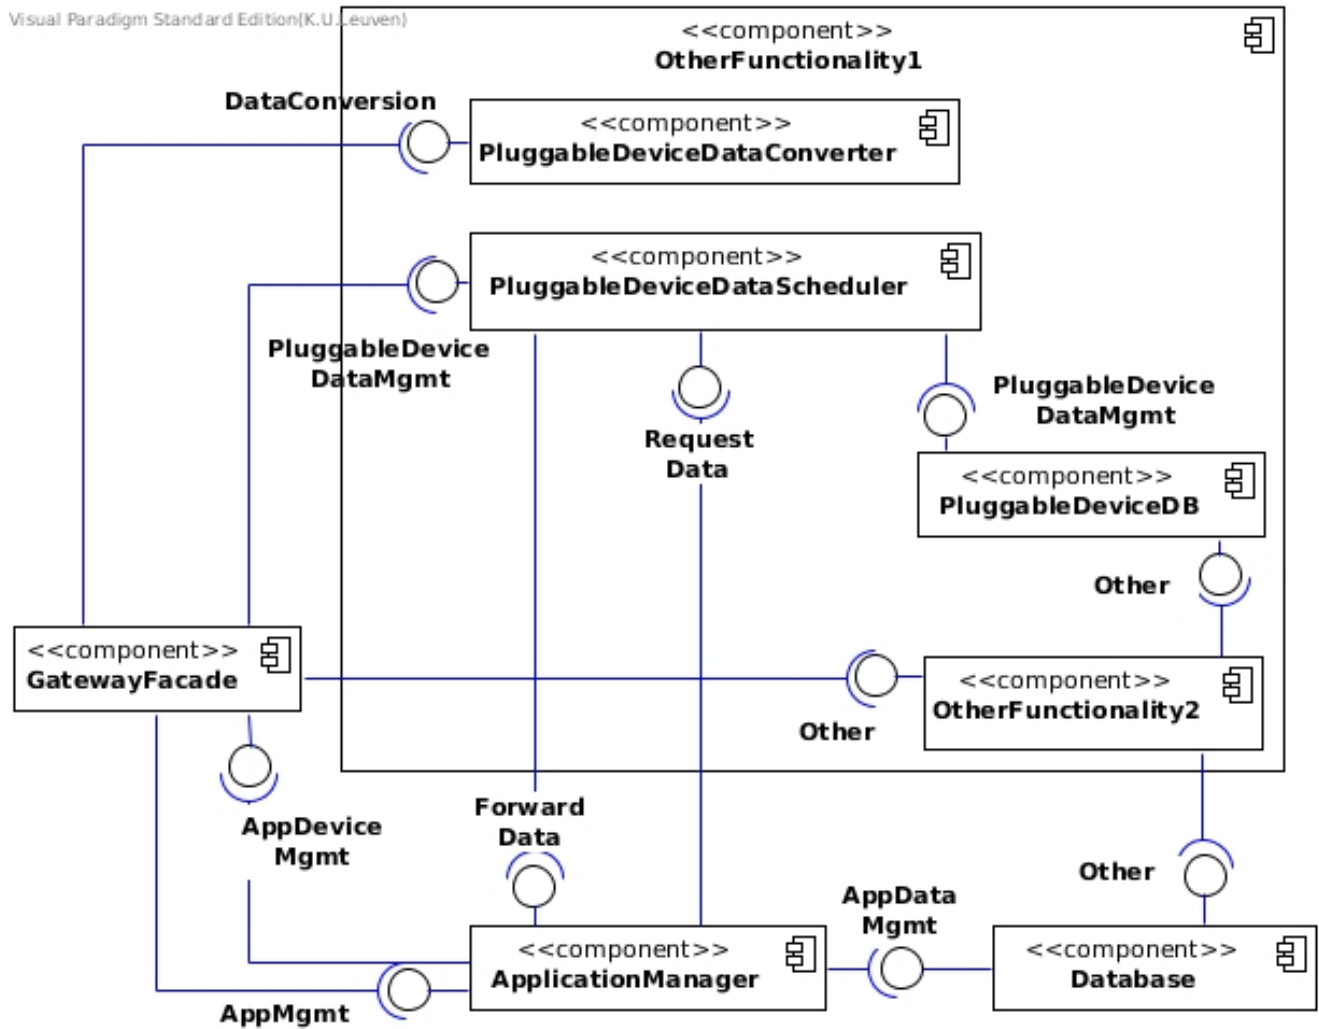 Visual Paradigm Standard Edition(K.U.Leuven)
<<component>>
OtherFunctionality1
DataConversion
<<component>>
PluggableDeviceDataConverter
<<component>>
PluggableDeviceDataScheduler
PluggableDevice
DataMgmt
PluggableDevice
DataMgmt
Request
Data
<<component>>
PluggableDeviceDB
Other
<<component>>
GatewayFacade
<<component>>
OtherFunctionality2
Other
Forward
Data
AppDevice
Mgmt
Other
AppData
Mgmt
<<component>>
ApplicationManager
<<component>>
Database
AppMgmt